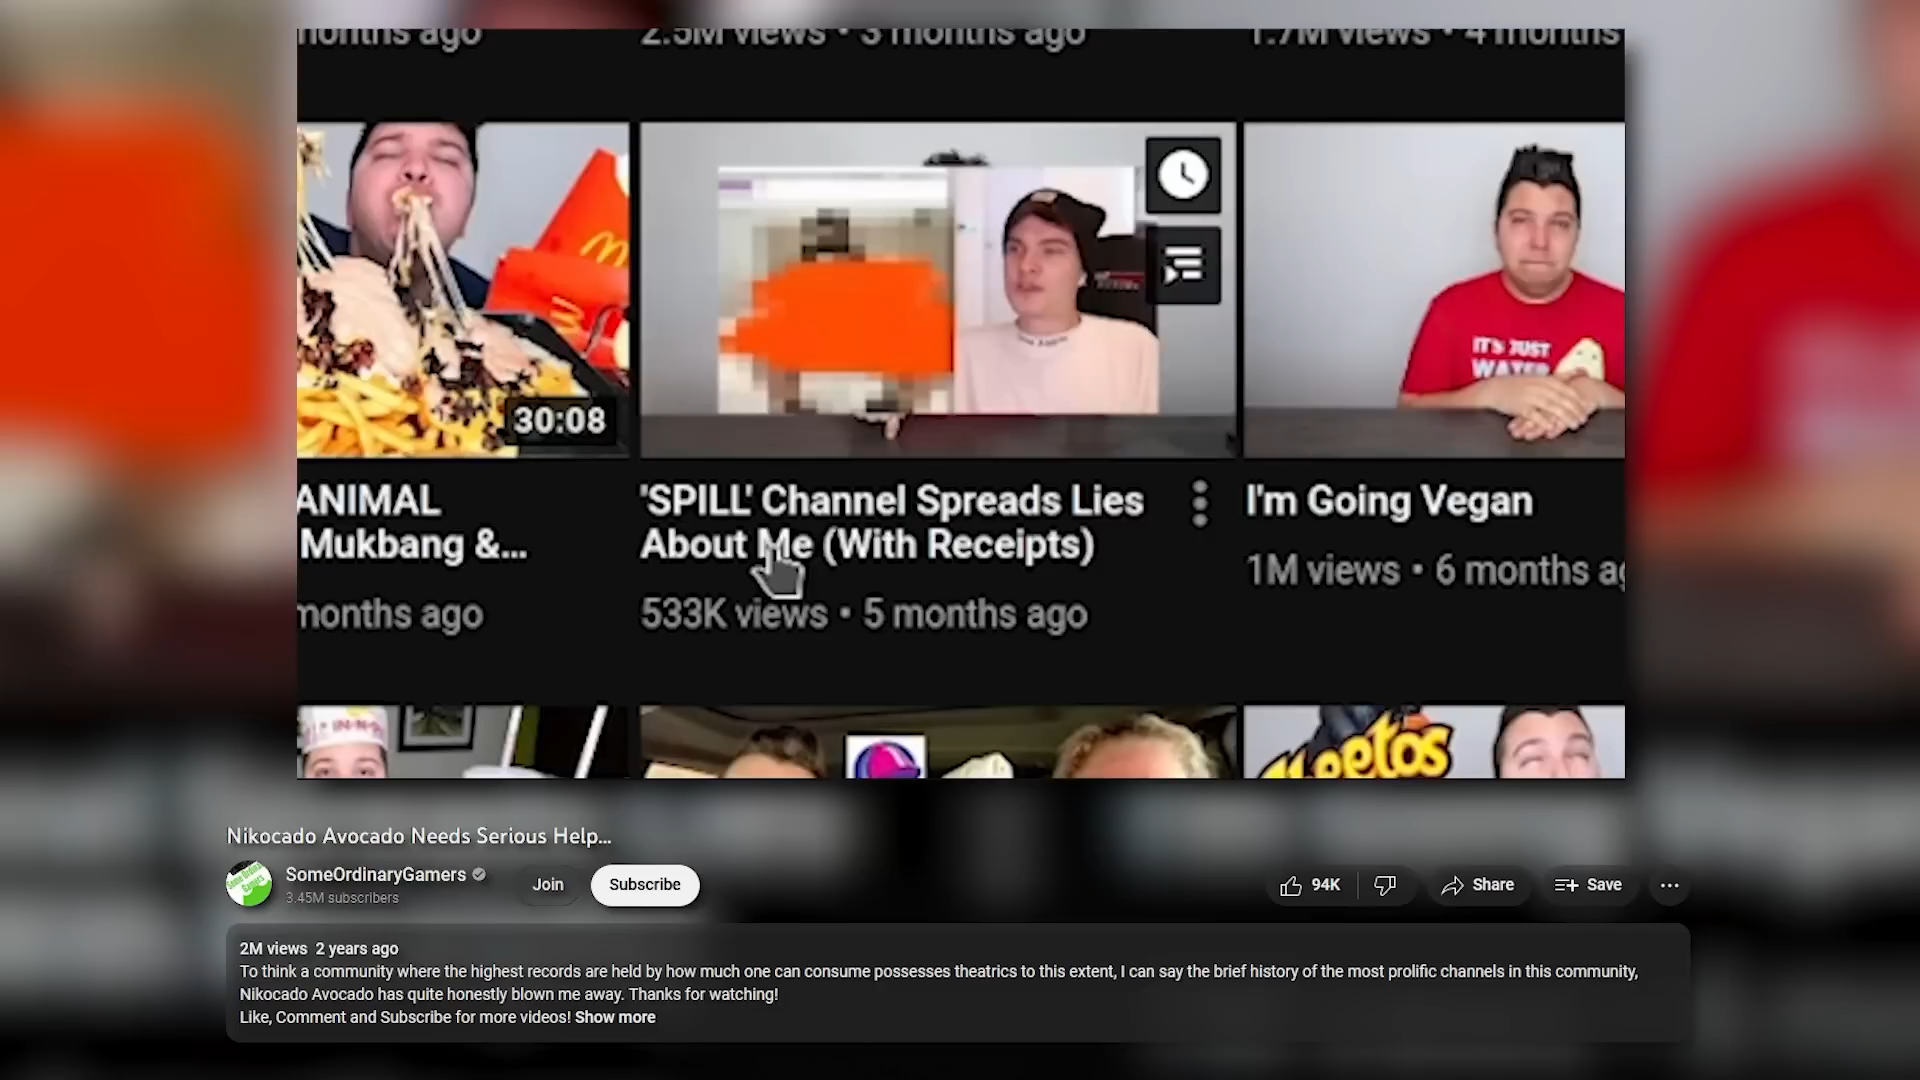 months ago
2.5M views • 3 months ago
1.7M views • 4 months
30:08
IT'S JUST
WATER
ANIMAL
Mukbang &...
'SPILL' Channel Spreads Lies
About Me (With Receipts)
I'm Going Vegan
1M views • 6 months ag
months ago
533K views • 5 months ago
IN-N-O
Cheetos
Nikocado Avocado Needs Serious Help...
SomeOrdinaryGamers
3.45M subscribers
Join
Subscribe
94K
Share
Save
2M views 2 years ago
To think a community where the highest records are held by how much one can consume possesses theatrics to this extent, I can say the brief history of the most prolific channels in this community,
Nikocado Avocado has quite honestly blown me away. Thanks for watching!
Like, Comment and Subscribe for more videos! Show more